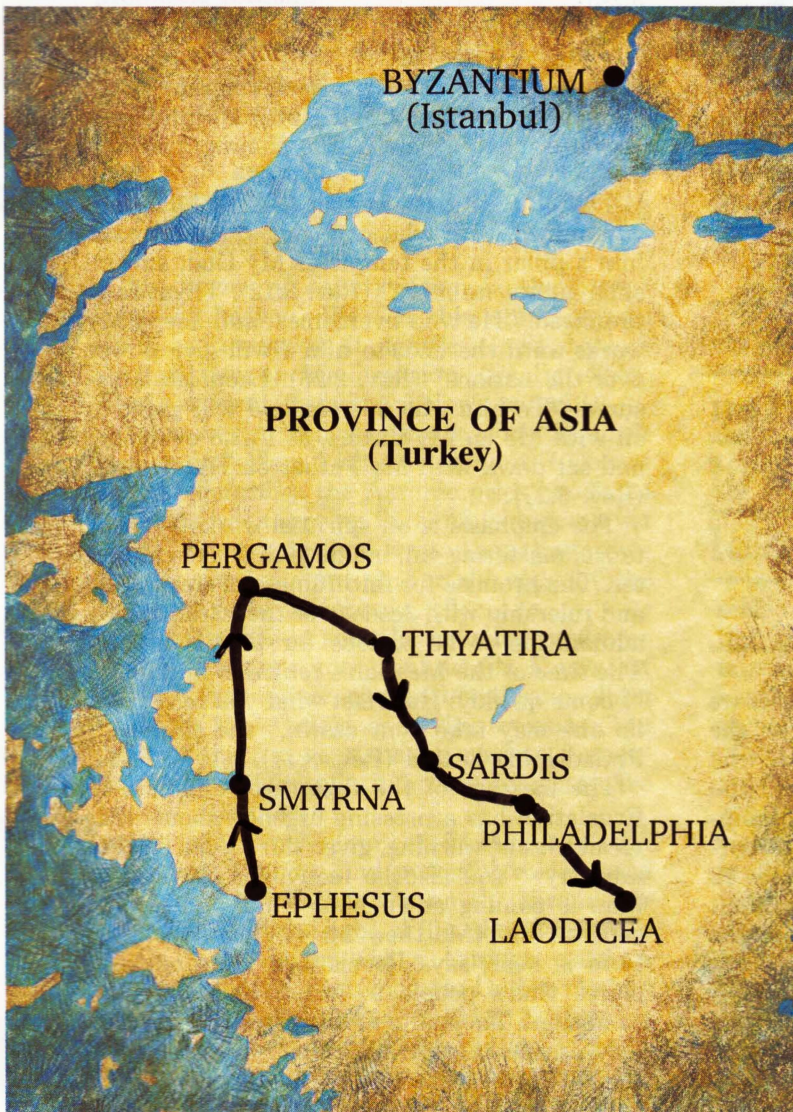 BYZANTIUM
(Istanbul)
PROVINCE OF ASIA
(Turkey)
PERGAMOS
THYATIRA
SARDIS
SMYRNA
PHILADELPHIA
EPHESUS
LAODICEA